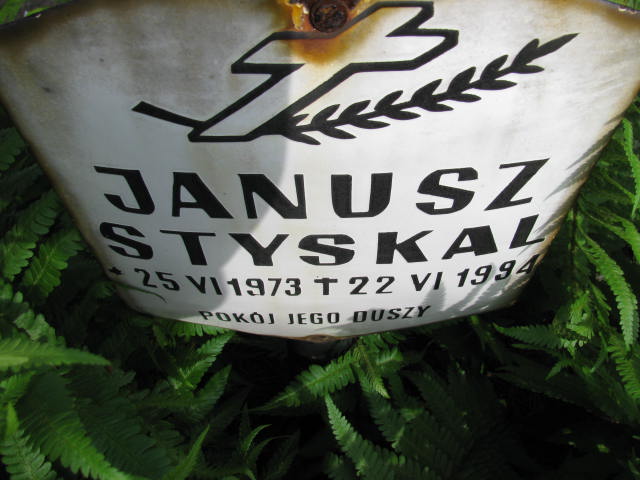 JANUSZ
STYSKAL
* 25 VI 1973 ✝ 22 VI 1994
POKÓJ JEGO DUSZY